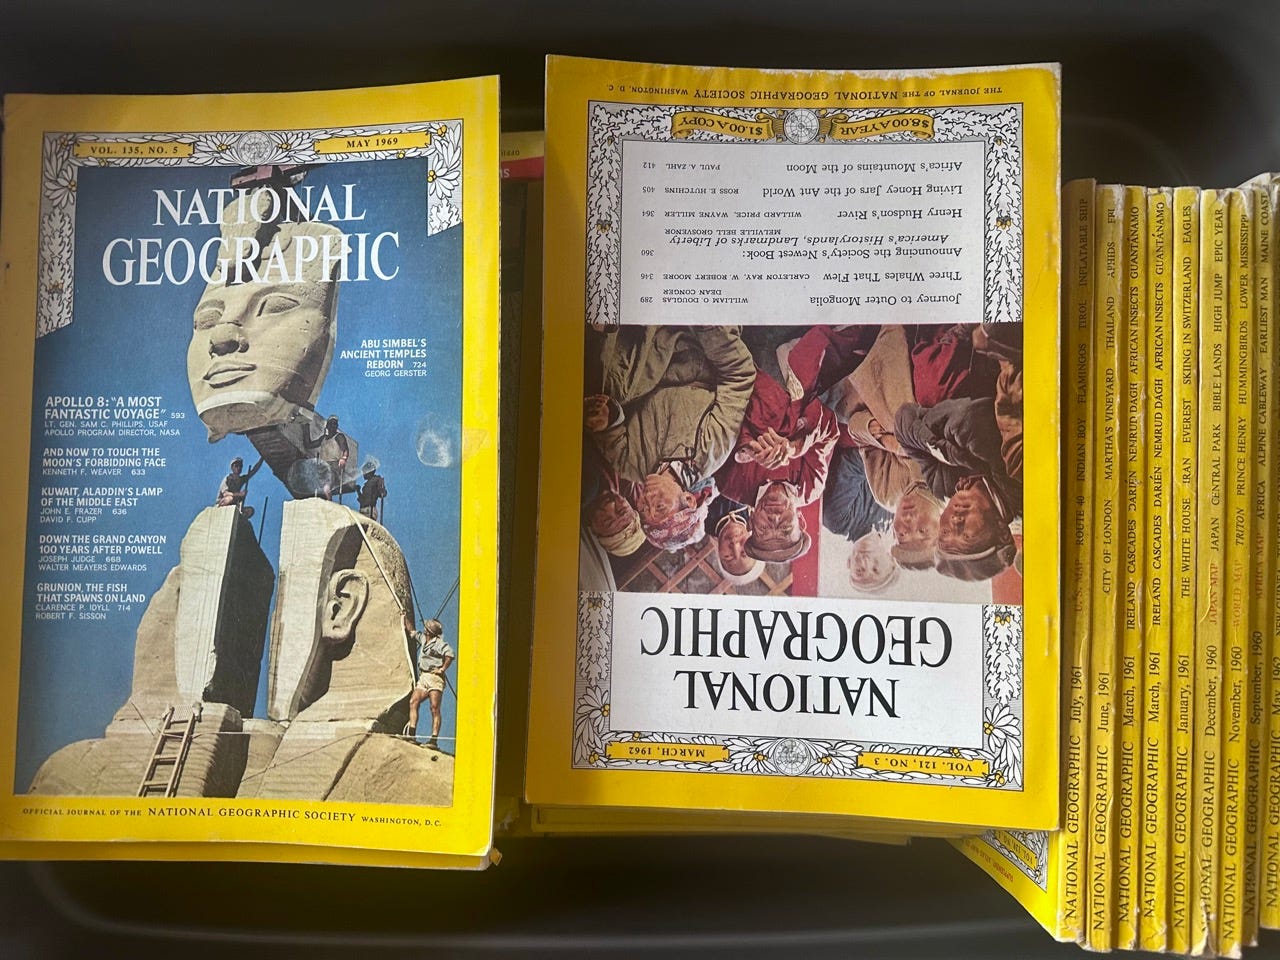 VOL. 135, NO. 5
MAY 1969
NATIONAL
GEOGRAPHIC
ABU SIMBEL'S
ANCIENT TEMPLES
REBORN 724
GEORG GERSTER
APOLLO 8: "A MOST
FANTASTIC VOYAGE" 593
LT. GEN. SAM C. PHILLIPS, USAF
APOLLO PROGRAM DIRECTOR, NASA
AND NOW TO TOUCH THE
MOON'S FORBIDDING FACE
KENNETH F. WEAVER 633
KUWAIT, ALADDIN'S LAMP
OF THE MIDDLE EAST
JOHN E. FRAZER 636
DAVID F. CUPP
DOWN THE GRAND CANYON
100 YEARS AFTER POWELL
JOSEPH JUDGE 668
WALTER MEAYERS EDWARDS
GRUNION, THE FISH
THAT SPAWNS ON LAND
CLARENCE P. IDYLL 714
ROBERT F. SISSON
OFFICIAL JOURNAL OF THE NATIONAL GEOGRAPHIC SOCIETY WASHINGTON, D.C.
VOL. 121, NO. 3
MARCH, 1962
NATIONAL
GEOGRAPHIC
Journey to Outer Mongolia WILLIAM O. DOUGLAS 289
DEAN CONGER
Three Whales That Flew CARLETON RAY, W. ROBERT MOORE 346
Announcing the Society's Newest Book: 360
America's Historylands, Landmarks of Liberty
MELVILLE BELL GROSVENOR
Henry Hudson's River WILLARD PRICE, WAYNE MILLER 364
Living Honey Jars of the Ant World ROSS E. HUTCHINS 405
Africa's Mountains of the Moon PAUL A. ZAHL 412
$8.00 A YEAR
$1.00 A COPY
THE JOURNAL OF THE NATIONAL GEOGRAPHIC SOCIETY WASHINGTON, D. C.
NATIONAL GEOGRAPHIC July, 1961 U.S. MAP ROUTE 40 INDIAN BOY FLAMINGOS TIROL INFLATABLE SHIP
NATIONAL GEOGRAPHIC June, 1961 CITY OF LONDON MARTHA'S VINEYARD THAILAND APHIDS
NATIONAL GEOGRAPHIC March, 1961 IRELAND CASCADES DARIÉN NEMRUD DAGH AFRICAN INSECTS GUANTÁNAMO
NATIONAL GEOGRAPHIC March, 1961 IRELAND CASCADES DARIÉN NEMRUD DAGH AFRICAN INSECTS GUANTÁNAMO
NATIONAL GEOGRAPHIC January, 1961 THE WHITE HOUSE IRAN EVEREST SKIING IN SWITZERLAND EAGLES
NATIONAL GEOGRAPHIC December, 1960 JAPAN MAP JAPAN CENTRAL PARK BIBLE LANDS HIGH JUMP EPIC YEAR
NATIONAL GEOGRAPHIC November, 1960 WORLD MAP TRITON PRINCE HENRY HUMMINGBIRDS LOWER MISSISSIPPI
NATIONAL GEOGRAPHIC September, 1960 AFRICA MAP AFRICA ALPINE CABLEWAY EARLIEST MAN MAINE COAST
NATIONAL GEOGRAPHIC